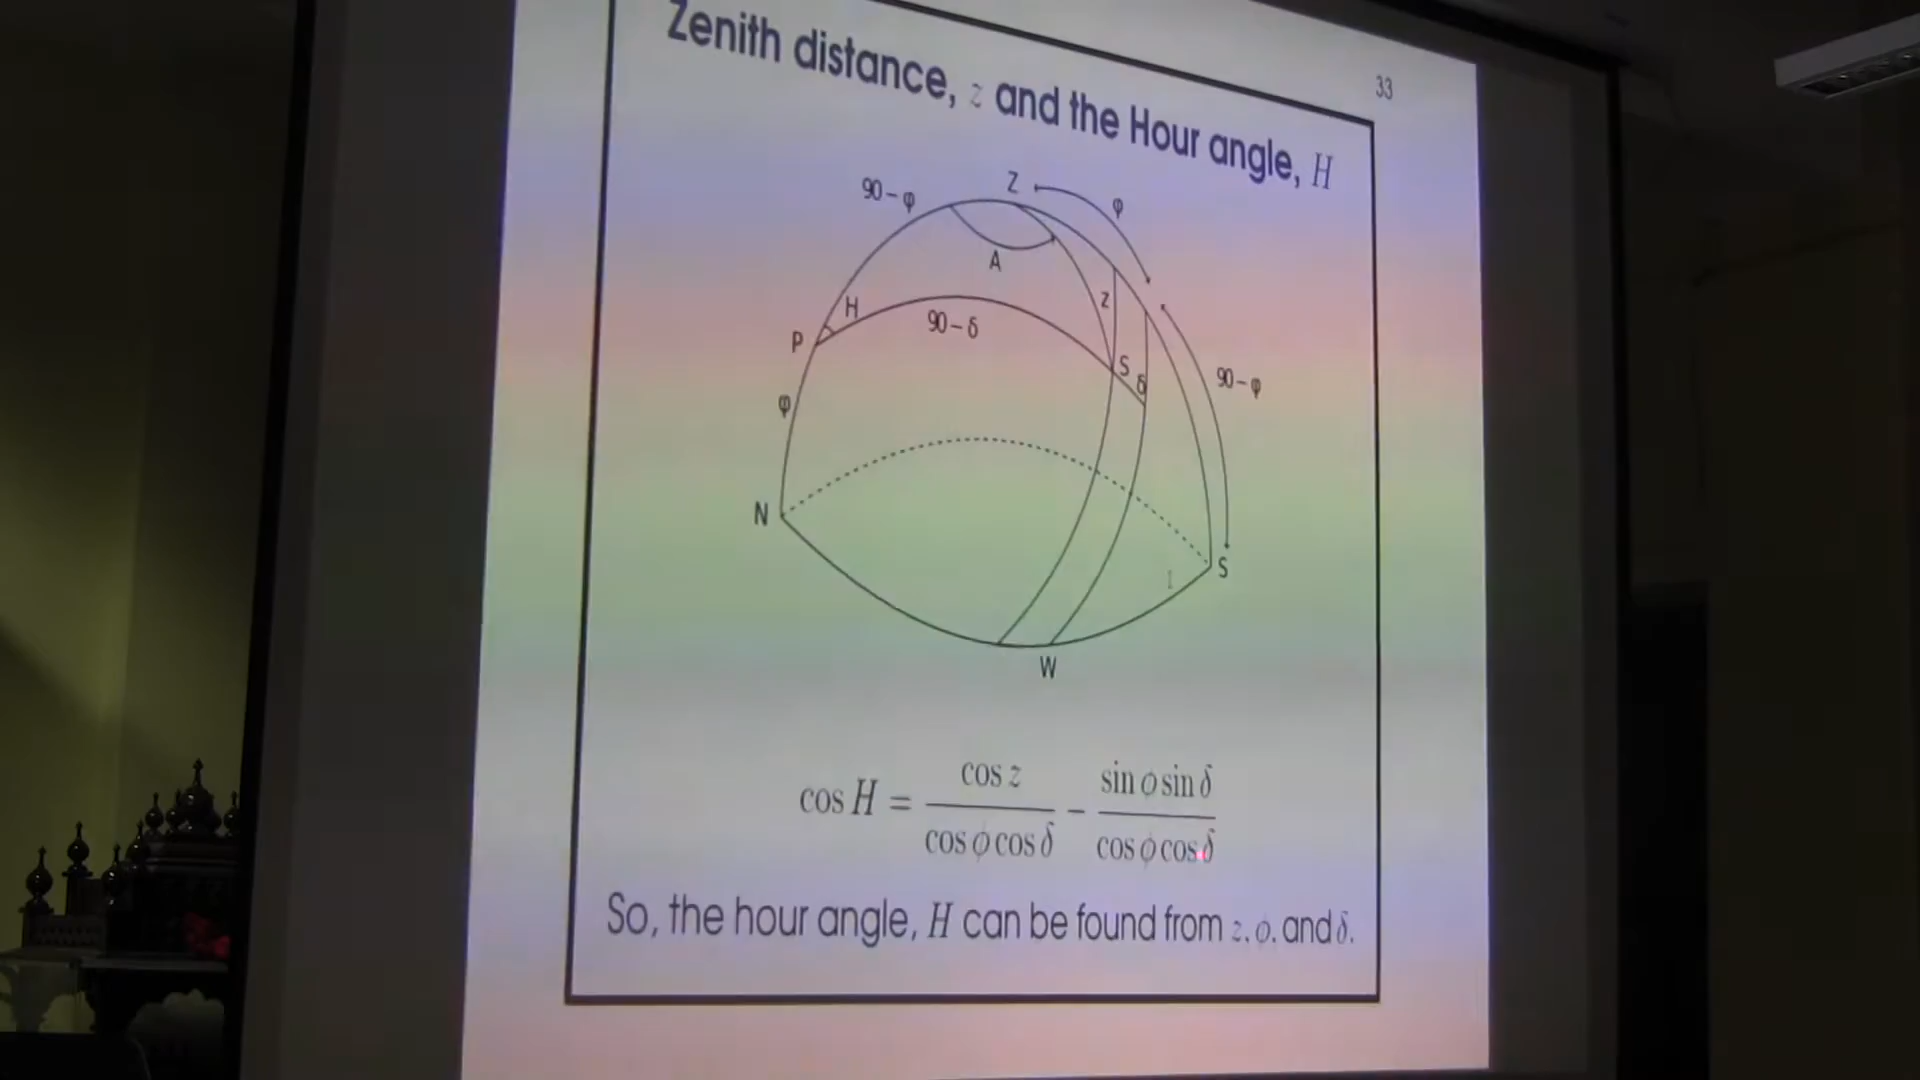 33
Zenith distance, z and the Hour angle, H
90-φ
Z
φ
A
H
z
90-δ
P
S
δ
90-φ
φ
N
S
W
cos H = cos z / cos ϕ cos δ - sin ϕ sin δ / cos ϕ cos δ
So, the hour angle, H can be found from z, ϕ, and δ.